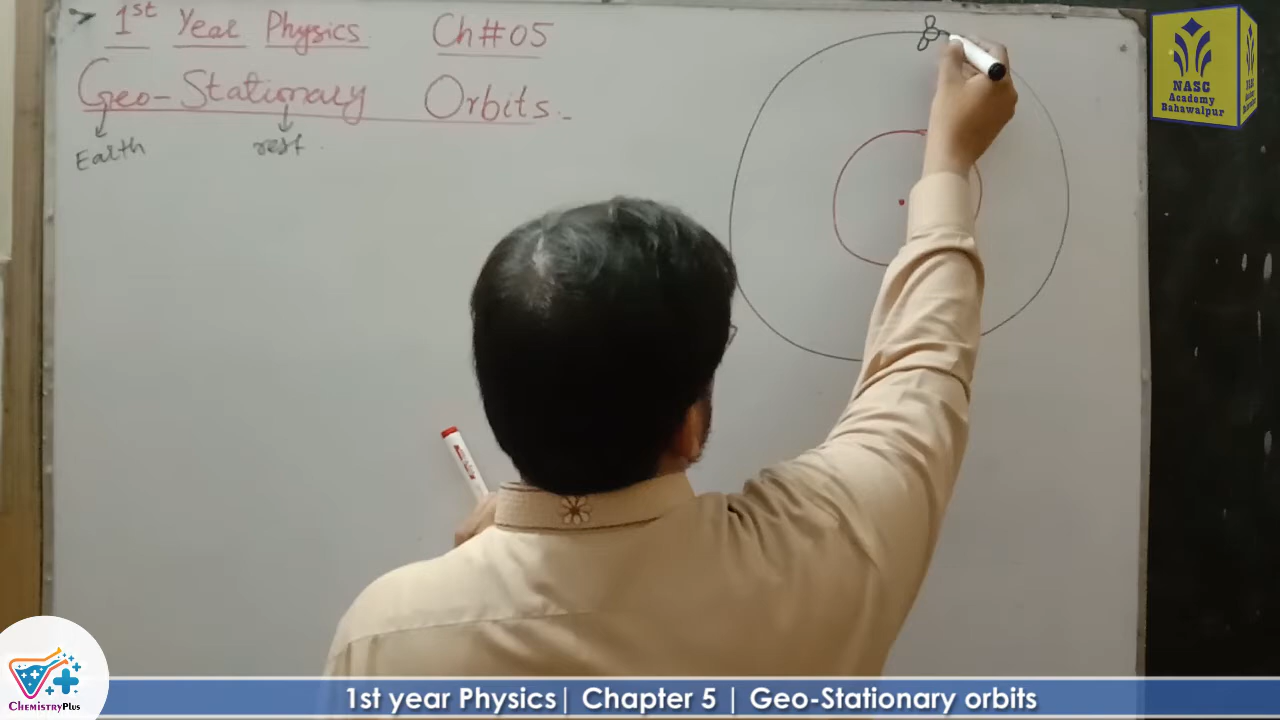 1st Year Physics Ch#05
Geo-Stationary Orbits.
Earth rest
NASC
Academy
Bahawalpur
ChemistryPlus
1st year Physics| Chapter 5 | Geo-Stationary orbits